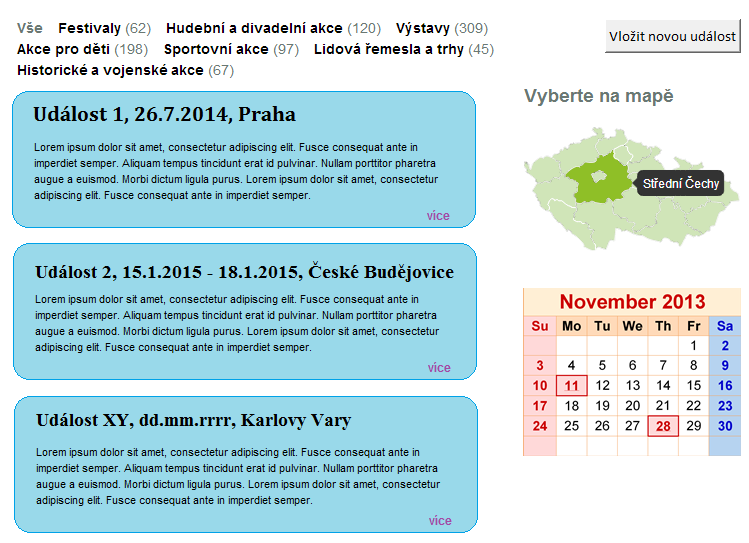 Vše Festivaly (62) Hudební a divadelní akce (120) Výstavy (309)
Akce pro děti (198) Sportovní akce (97) Lidová řemesla a trhy (45)
Historické a vojenské akce (67)
Vložit novou událost
Událost 1, 26.7.2014, Praha
Lorem ipsum dolor sit amet, consectetur adipiscing elit. Fusce consequat ante in
imperdiet semper. Aliquam tempus tincidunt erat id pulvinar. Nullam porttitor pharetra
augue a euismod. Morbi dictum ligula purus. Lorem ipsum dolor sit amet, consectetur
adipiscing elit. Fusce consequat ante in imperdiet semper.
více
Událost 2, 15.1.2015 - 18.1.2015, České Budějovice
Lorem ipsum dolor sit amet, consectetur adipiscing elit. Fusce consequat ante in
imperdiet semper. Aliquam tempus tincidunt erat id pulvinar. Nullam porttitor pharetra
augue a euismod. Morbi dictum ligula purus. Lorem ipsum dolor sit amet, consectetur
adipiscing elit. Fusce consequat ante in imperdiet semper.
více
Událost XY, dd.mm.rrrr, Karlovy Vary
Lorem ipsum dolor sit amet, consectetur adipiscing elit. Fusce consequat ante in
imperdiet semper. Aliquam tempus tincidunt erat id pulvinar. Nullam porttitor pharetra
augue a euismod. Morbi dictum ligula purus. Lorem ipsum dolor sit amet, consectetur
adipiscing elit. Fusce consequat ante in imperdiet semper.
více
Vyberte na mapě
Střední Čechy
November 2013
Su Mo Tu We Th Fr Sa
1 2
3 4 5 6 7 8 9
10 11 12 13 14 15 16
17 18 19 20 21 22 23
24 25 26 27 28 29 30